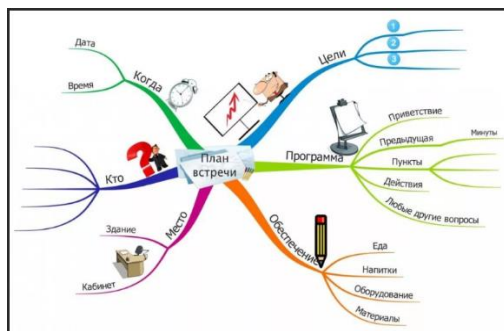 План
встречи
Когда
Дата
Время
Цели
1
2
3
Программа
Приветствие
Предыдущая
Минуты
Пункты
Действия
Любые другие вопросы
Обеспечение
Еда
Напитки
Оборудование
Материалы
Место
Здание
Кабинет
Кто